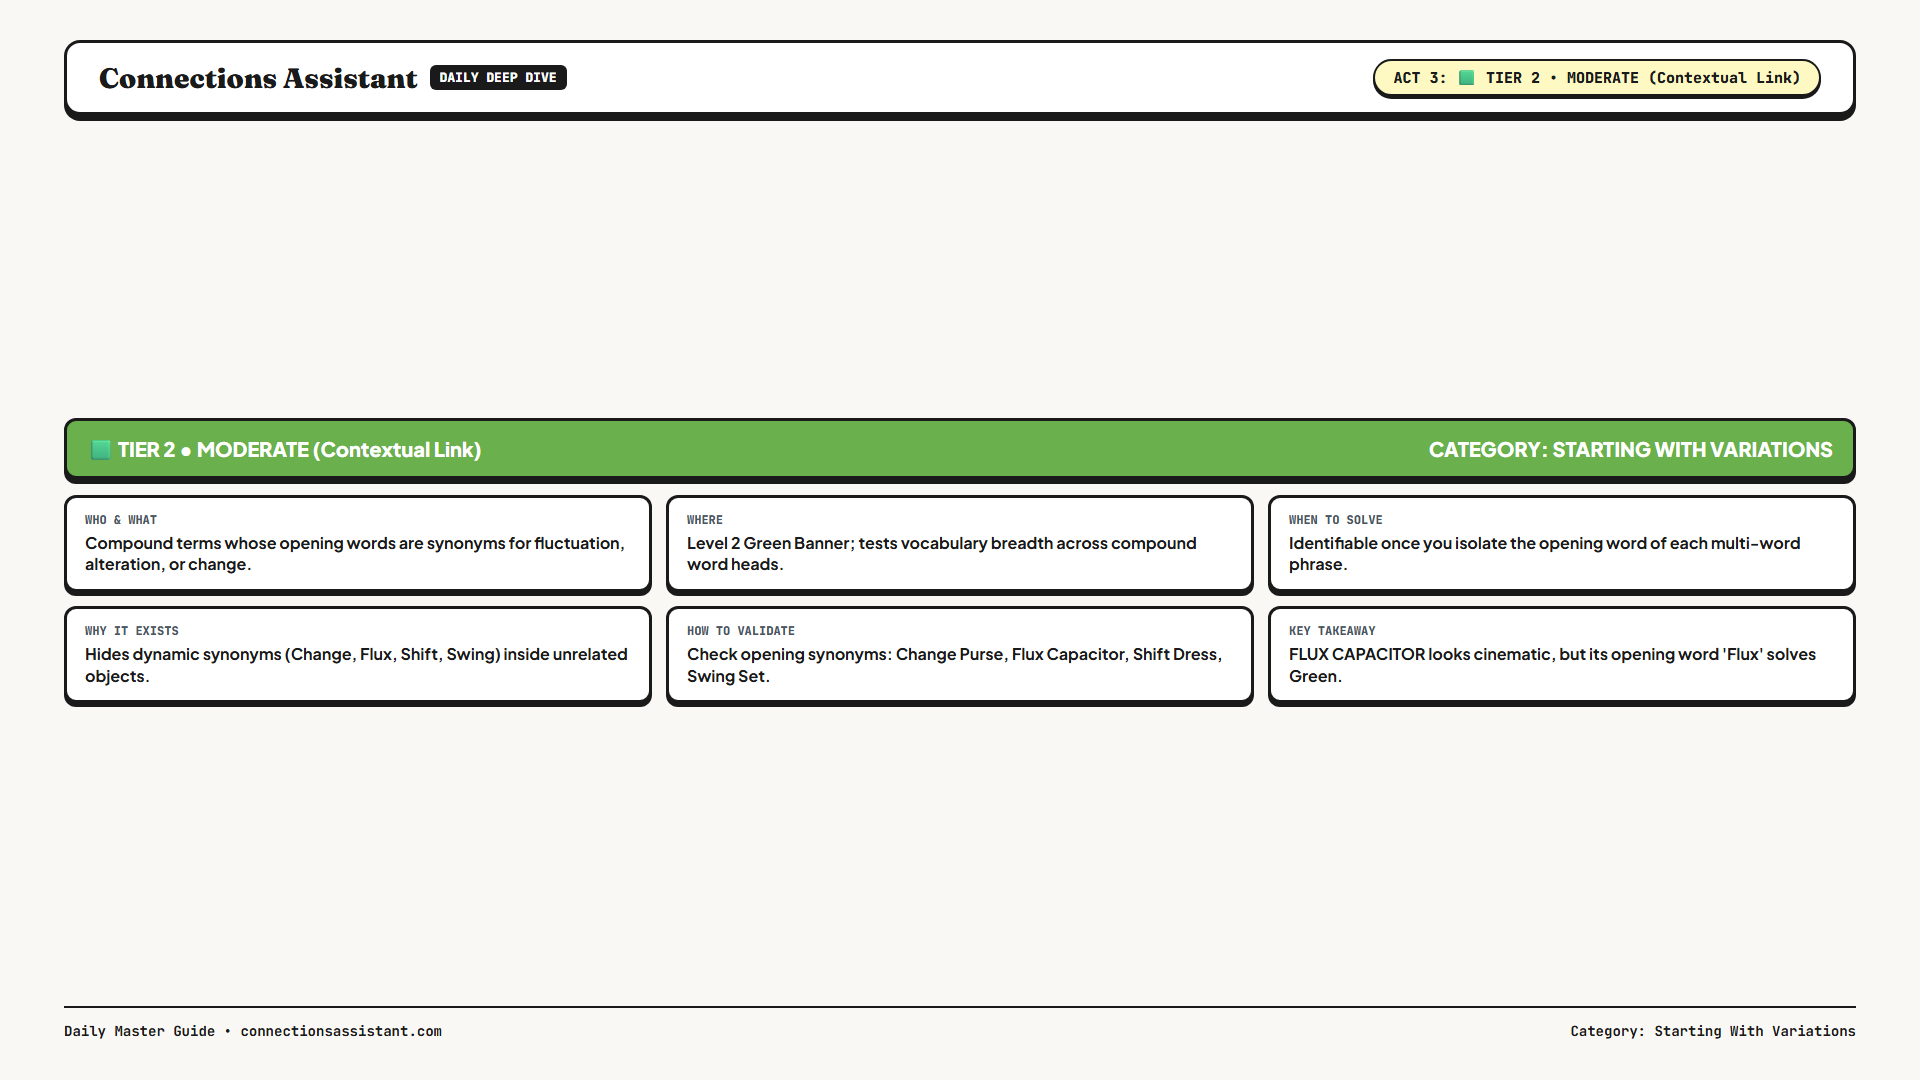 Connections Assistant
DAILY DEEP DIVE
ACT 3: 🟩 TIER 2 • MODERATE (Contextual Link)
🟩 TIER 2 ● MODERATE (Contextual Link)
CATEGORY: STARTING WITH VARIATIONS
WHO & WHAT
Compound terms whose opening words are synonyms for fluctuation,
alteration, or change.
WHERE
Level 2 Green Banner; tests vocabulary breadth across compound
word heads.
WHEN TO SOLVE
Identifiable once you isolate the opening word of each multi-word
phrase.
WHY IT EXISTS
Hides dynamic synonyms (Change, Flux, Shift, Swing) inside unrelated
objects.
HOW TO VALIDATE
Check opening synonyms: Change Purse, Flux Capacitor, Shift Dress,
Swing Set.
KEY TAKEAWAY
FLUX CAPACITOR looks cinematic, but its opening word 'Flux' solves
Green.
Daily Master Guide • connectionsassistant.com
Category: Starting With Variations